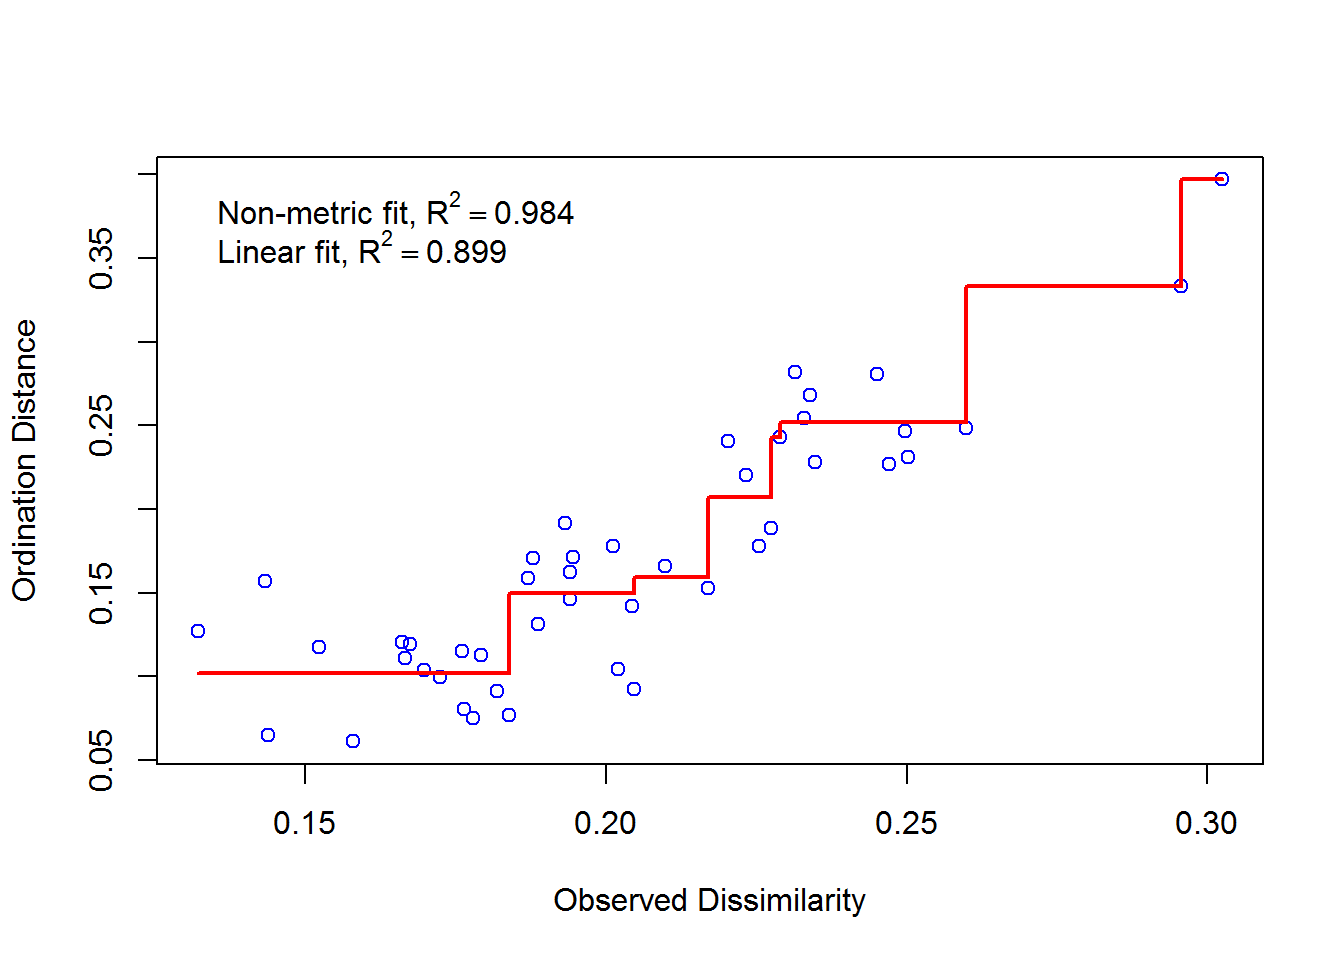 Non-metric fit, R² = 0.984
Linear fit, R² = 0.899
Ordination Distance
0.05
0.15
0.25
0.35
0.15
0.20
0.25
0.30
Observed Dissimilarity